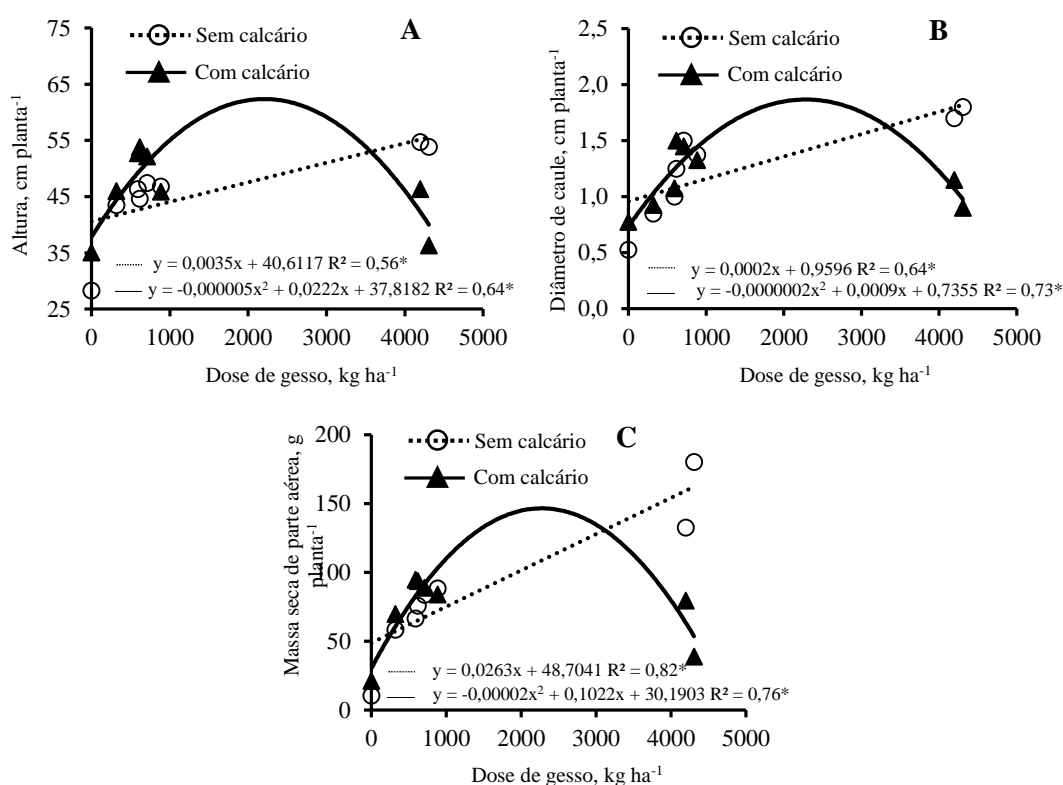 A
Sem calcário
Com calcário
Altura, cm planta⁻¹
75
65
55
45
35
25
y = 0,0035x + 40,6117 R² = 0,56*
y = -0,000005x² + 0,0222x + 37,8182 R² = 0,64*
0 1000 2000 3000 4000 5000
Dose de gesso, kg ha⁻¹
B
Sem calcário
Com calcário
Diâmetro de caule, cm planta⁻¹
2,5
2,0
1,5
1,0
0,5
0,0
y = 0,0002x + 0,9596 R² = 0,64*
y = -0,0000002x² + 0,0009x + 0,7355 R² = 0,73*
0 1000 2000 3000 4000 5000
Dose de gesso, kg ha⁻¹
C
Sem calcário
Com calcário
Massa seca de parte aérea, g
planta⁻¹
200
150
100
50
0
y = 0,0263x + 48,7041 R² = 0,82*
y = -0,00002x² + 0,1022x + 30,1903 R² = 0,76*
0 1000 2000 3000 4000 5000
Dose de gesso, kg ha⁻¹